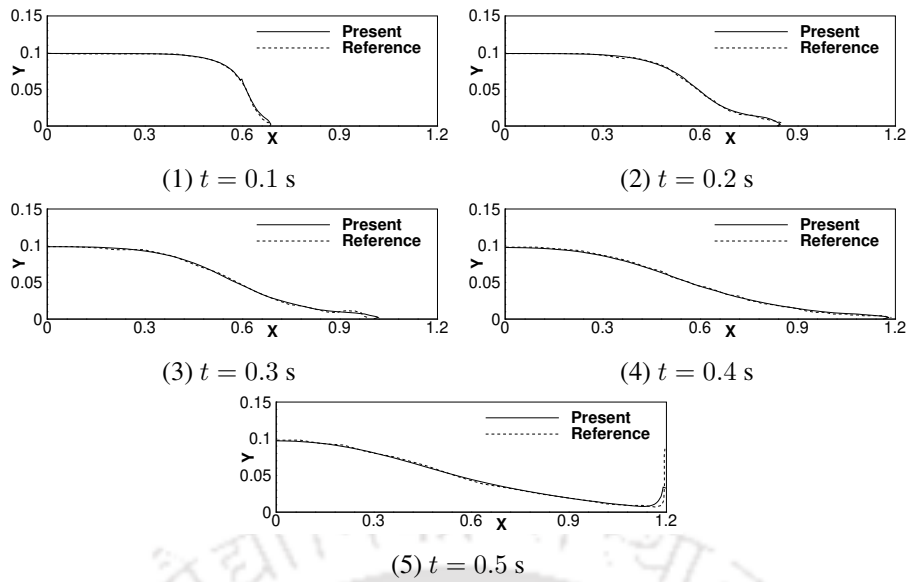 0.15
Present
Reference
0.1
Y
0.05
0
0 0.3 0.6 0.9 1.2
X
(1) t = 0.1 s
0.15
Present
Reference
0.1
Y
0.05
0
0 0.3 0.6 0.9 1.2
X
(2) t = 0.2 s
0.15
Present
Reference
0.1
Y
0.05
0
0 0.3 0.6 0.9 1.2
X
(3) t = 0.3 s
0.15
Present
Reference
0.1
Y
0.05
0
0 0.3 0.6 0.9 1.2
X
(4) t = 0.4 s
0.15
Present
Reference
0.1
Y
0.05
0
0 0.3 0.6 0.9 1.2
X
(5) t = 0.5 s